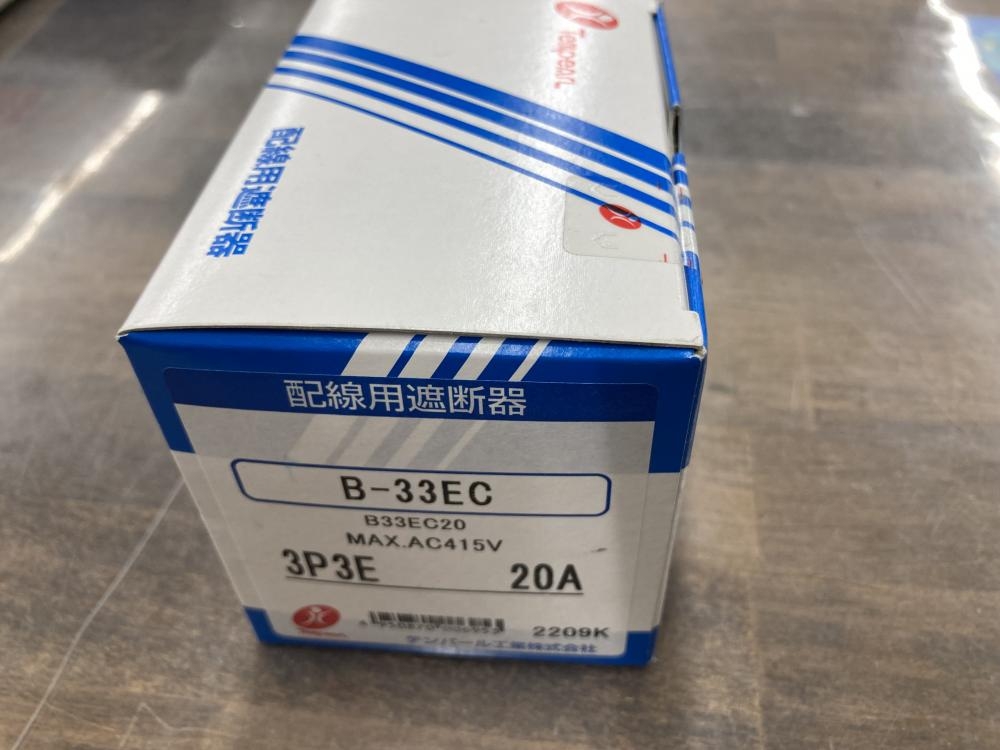 Tempearl
配線用遮断器
配線用遮断器
B-33EC
B33EC20
MAX.AC415V
3P3E 20A
2209K
テンパール工業株式会社